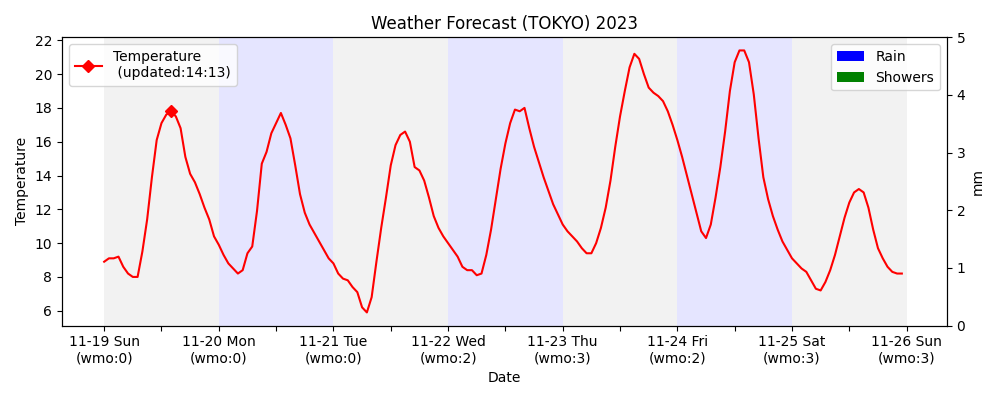 Weather Forecast (TOKYO) 2023
Temperature
(updated:14:13)
Rain
Showers
22
20
18
16
14
12
10
8
6
Temperature
5
4
3
2
1
0
mm
11-19 Sun
(wmo:0)
11-20 Mon
(wmo:0)
11-21 Tue
(wmo:0)
11-22 Wed
(wmo:2)
11-23 Thu
(wmo:3)
11-24 Fri
(wmo:2)
11-25 Sat
(wmo:3)
11-26 Sun
(wmo:3)
Date